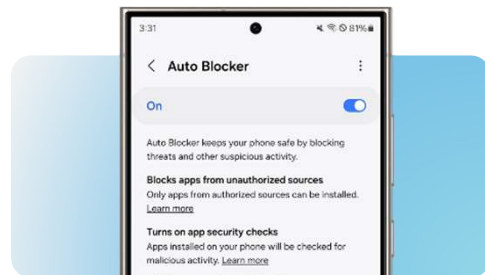 3:31 81%
Auto Blocker
On
Auto Blocker keeps your phone safe by blocking
threats and other suspicious activity.
Blocks apps from unauthorized sources
Only apps from authorized sources can be installed.
Learn more
Turns on app security checks
Apps installed on your phone will be checked for
malicious activity. Learn more